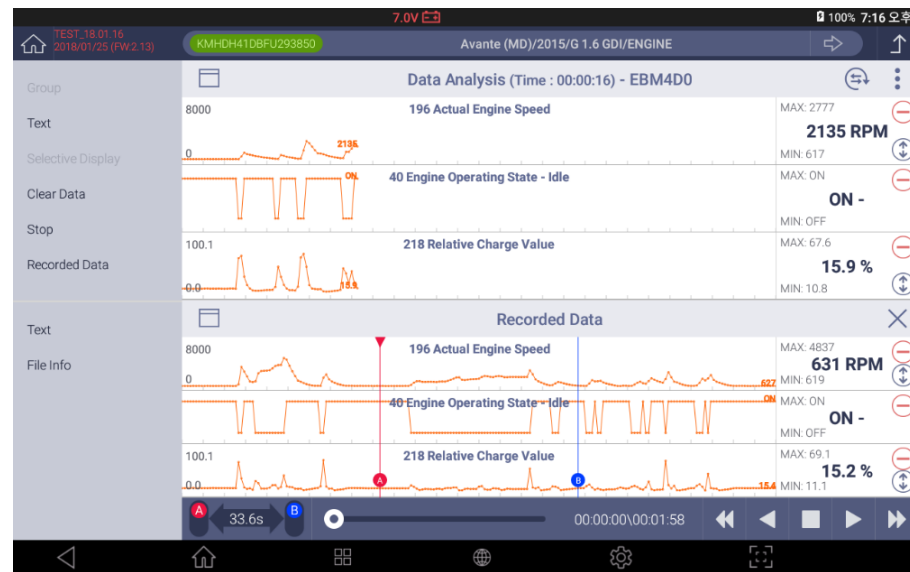 7.0V
100% 7:16 오후
TEST_18.01.16
2018/01/25 (FW:2.13)
KMHDH41DBFU293850
Avante (MD)/2015/G 1.6 GDI/ENGINE
Group
Text
Selective Display
Clear Data
Stop
Recorded Data
Data Analysis (Time : 00:00:16) - EBM4D0
8000
196 Actual Engine Speed
MAX: 2777
2135
2135 RPM
0
MIN: 617
ON
40 Engine Operating State - Idle
MAX: ON
ON -
MIN: OFF
100.1
218 Relative Charge Value
MAX: 67.6
15.9 %
0.0
15.9
MIN: 10.8
Text
File Info
Recorded Data
8000
196 Actual Engine Speed
MAX: 4837
631 RPM
0
627
MIN: 619
40 Engine Operating State - Idle
ON
MAX: ON
ON -
MIN: OFF
100.1
218 Relative Charge Value
MAX: 69.1
15.2 %
0.0
A
B
15.4
MIN: 11.1
A
33.6s
B
00:00:00\00:01:58